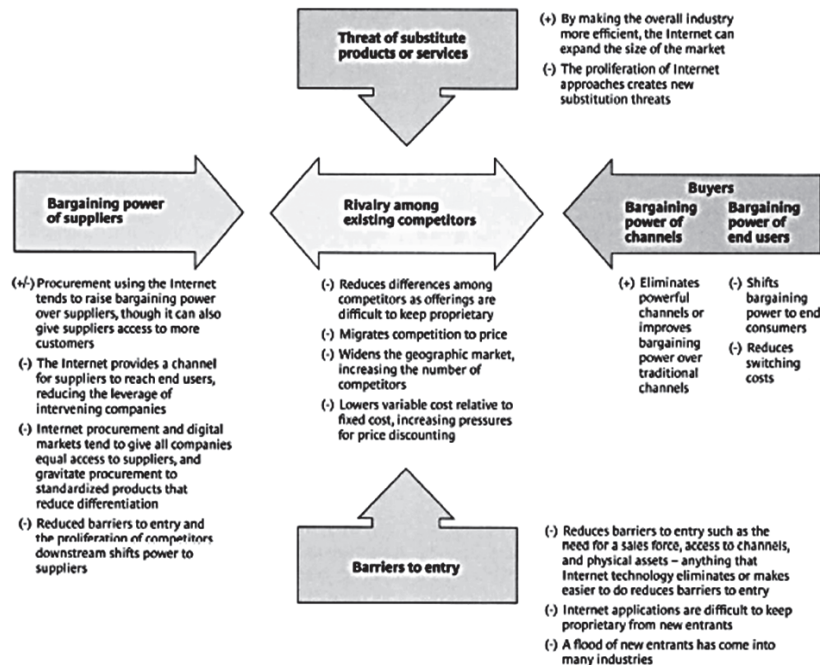 Threat of substitute
products or services
(+) By making the overall industry
more efficient, the Internet can
expand the size of the market
(-) The proliferation of Internet
approaches creates new
substitution threats
Bargaining power
of suppliers
Rivalry among
existing competitors
Buyers
Bargaining
power of
channels
Bargaining
power of
end users
(+/-) Procurement using the Internet
tends to raise bargaining power
over suppliers, though it can also
give suppliers access to more
customers
(-) The Internet provides a channel
for suppliers to reach end users,
reducing the leverage of
intervening companies
(-) Internet procurement and digital
markets tend to give all companies
equal access to suppliers, and
gravitate procurement to
standardized products that
reduce differentiation
(-) Reduced barriers to entry and
the proliferation of competitors
downstream shifts power to
suppliers
(-) Reduces differences among
competitors as offerings are
difficult to keep proprietary
(-) Migrates competition to price
(-) Widens the geographic market,
increasing the number of
competitors
(-) Lowers variable cost relative to
fixed cost, increasing pressures
for price discounting
(+) Eliminates
powerful
channels or
improves
bargaining
power over
traditional
channels
(-) Shifts
bargaining
power to end
consumers
(-) Reduces
switching
costs
Barriers to entry
(-) Reduces barriers to entry such as the
need for a sales force, access to channels,
and physical assets – anything that
Internet technology eliminates or makes
easier to do reduces barriers to entry
(-) Internet applications are difficult to keep
proprietary from new entrants
(-) A flood of new entrants has come into
many industries